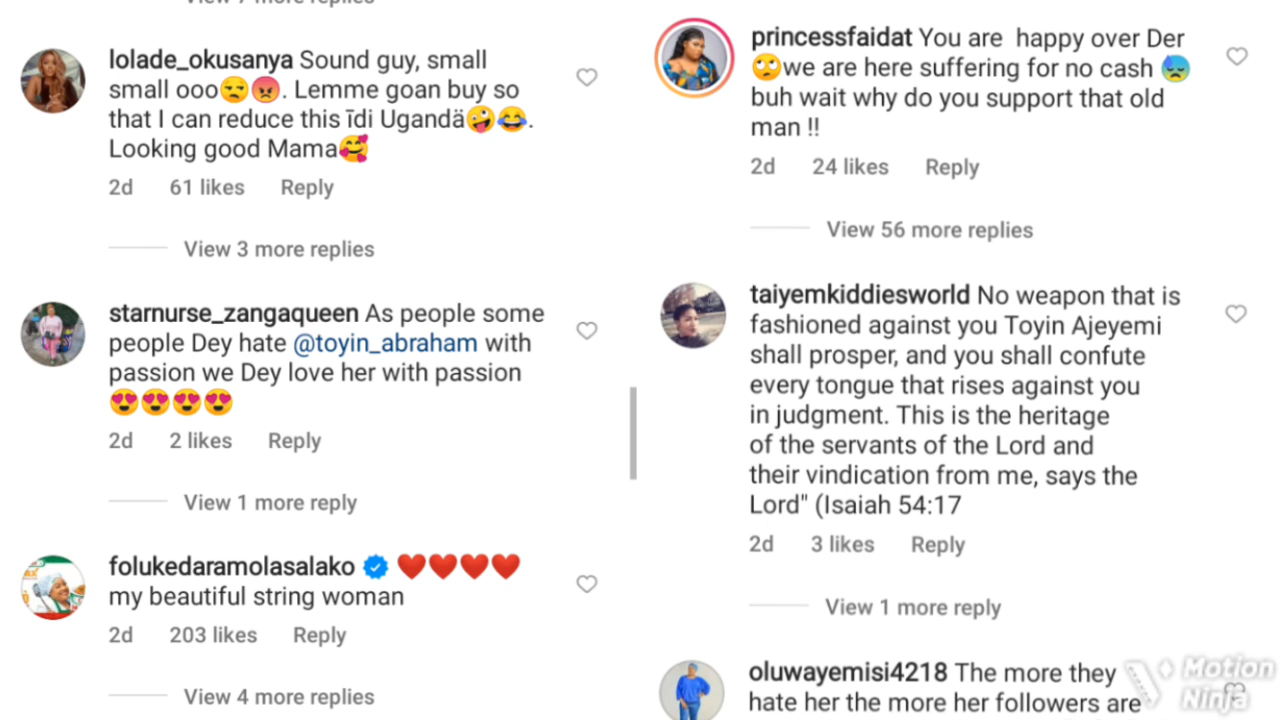 View 7 more replies
lolade_okusanya Sound guy, small
small ooo😒😡. Lemme goan buy so
that I can reduce this īdi Ugandä🤪😂.
Looking good Mama🥰
2d 61 likes Reply
View 3 more replies
starnurse_zangaqueen As people some
people Dey hate @toyin_abraham with
passion we Dey love her with passion
😍😍😍😍
2d 2 likes Reply
View 1 more reply
folukedaramolasalako ❤️❤️❤️❤️
my beautiful string woman
2d 203 likes Reply
View 4 more replies
princessfaidat You are happy over Der
🙄we are here suffering for no cash 😓
buh wait why do you support that old
man !!
2d 24 likes Reply
View 56 more replies
taiyemkiddiesworld No weapon that is
fashioned against you Toyin Ajeyemi
shall prosper, and you shall confute
every tongue that rises against you
in judgment. This is the heritage
of the servants of the Lord and
their vindication from me, says the
Lord" (Isaiah 54:17
2d 3 likes Reply
View 1 more reply
oluwayemisi4218 The more they
hate her the more her followers are
Motion
Ninja